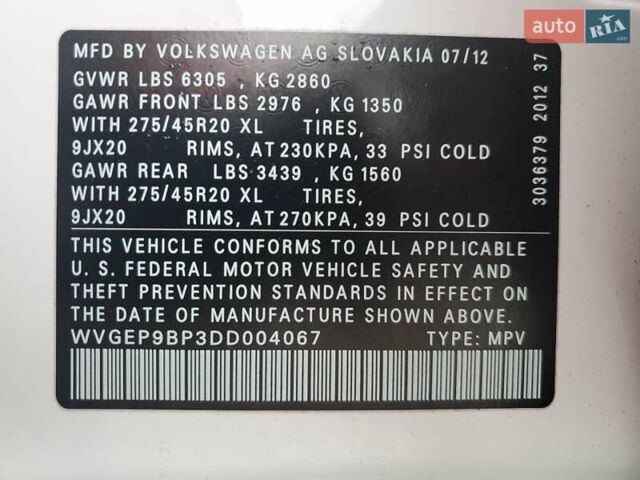 auto RIA
MFD BY VOLKSWAGEN AG SLOVAKIA 07/12
GVWR LBS 6305 , KG 2860
GAWR FRONT LBS 2976 , KG 1350
WITH 275/45R20 XL TIRES,
9JX20 RIMS, AT 230KPA, 33 PSI COLD
GAWR REAR LBS 3439 , KG 1560
WITH 275/45R20 XL TIRES,
9JX20 RIMS, AT 270KPA, 39 PSI COLD
THIS VEHICLE CONFORMS TO ALL APPLICABLE
U. S. FEDERAL MOTOR VEHICLE SAFETY AND
THEFT PREVENTION STANDARDS IN EFFECT ON
THE DATE OF MANUFACTURE SHOWN ABOVE.
WVGEP9BP3DD004067 TYPE: MPV
3036379 2012 37